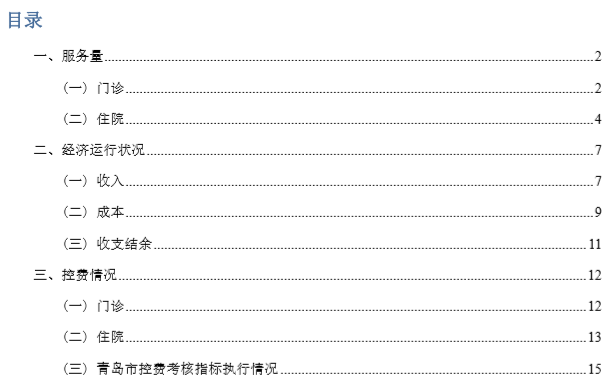 目录
一、服务量........2
（一）门诊........2
（二）住院........4
二、经济运行状况........7
（一）收入........7
（二）成本........9
（三）收支结余........11
三、控费情况........12
（一）门诊........12
（二）住院........13
（三）青岛市控费考核指标执行情况........15